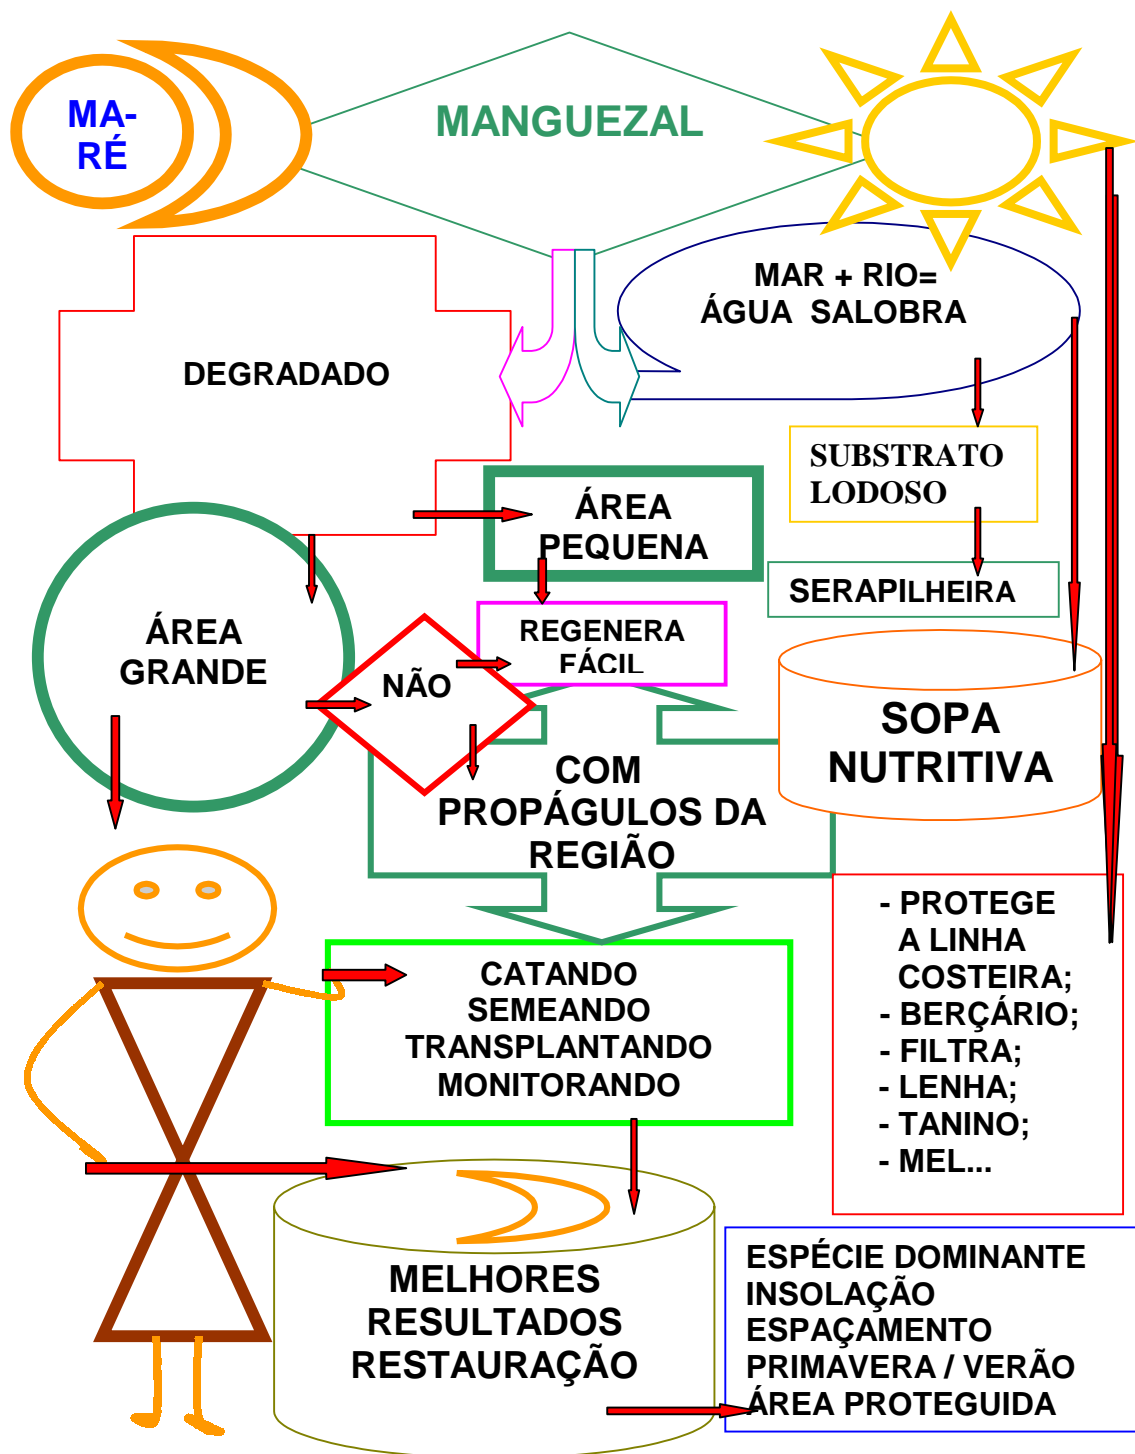 MA-
RÉ
MANGUEZAL
MAR + RIO=
ÁGUA SALOBRA
DEGRADADO
SUBSTRATO
LODOSO
ÁREA
PEQUENA
SERAPILHEIRA
ÁREA
GRANDE
NÃO
REGENERA
FÁCIL
SOPA
NUTRITIVA
COM
PROPÁGULOS DA
REGIÃO
- PROTEGE
A LINHA
COSTEIRA;
- BERÇÁRIO;
- FILTRA;
- LENHA;
- TANINO;
- MEL...
CATANDO
SEMEANDO
TRANSPLANTANDO
MONITORANDO
MELHORES
RESULTADOS
RESTAURAÇÃO
ESPÉCIE DOMINANTE
INSOLAÇÃO
ESPAÇAMENTO
PRIMAVERA / VERÃO
ÁREA PROTEGUIDA